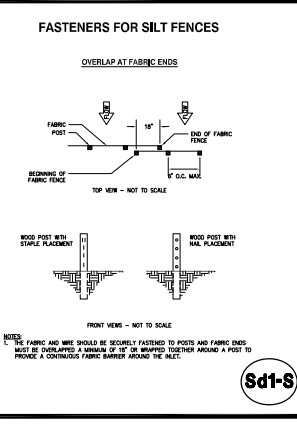 FASTENERS FOR SILT FENCES
OVERLAP AT FABRIC ENDS
FABRIC
POST
18"
END OF FABRIC
FENCE
BEGINNING OF
FABRIC FENCE
6" O.C. MAX.
TOP VIEW - NOT TO SCALE
WOOD POST WITH
STAPLE PLACEMENT
WOOD POST WITH
NAIL PLACEMENT
FRONT VIEWS - NOT TO SCALE
NOTES:
1. THE FABRIC AND WIRE SHOULD BE SECURELY FASTENED TO POSTS AND FABRIC ENDS
MUST BE OVERLAPPED A MINIMUM OF 18" OR WRAPPED TOGETHER AROUND A POST TO
PROVIDE A CONTINUOUS FABRIC BARRIER AROUND THE INLET.
Sd1-S